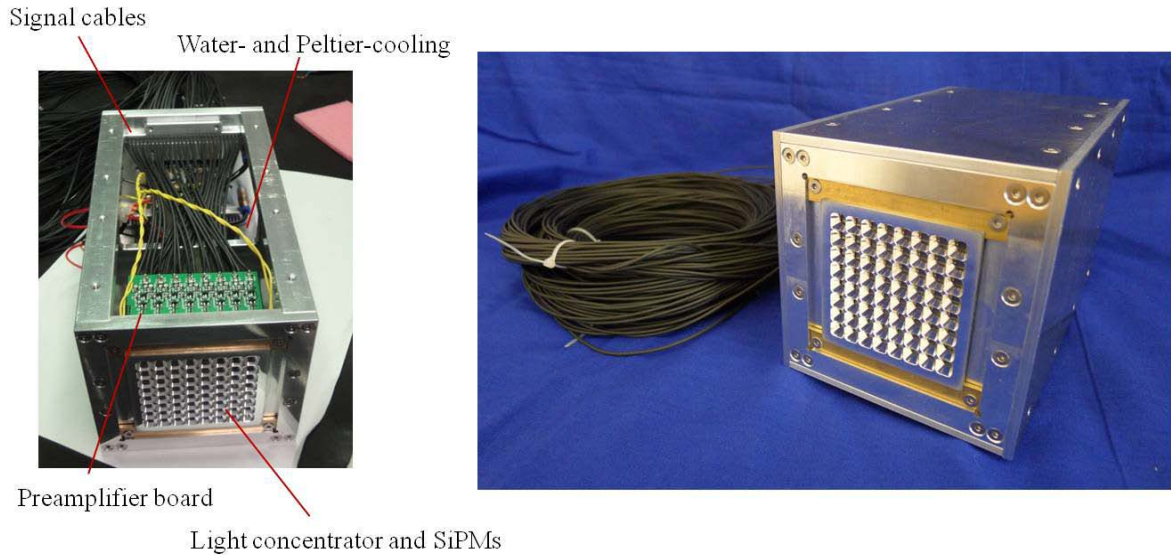 Signal cables
Water- and Peltier-cooling
Preamplifier board
Light concentrator and SiPMs